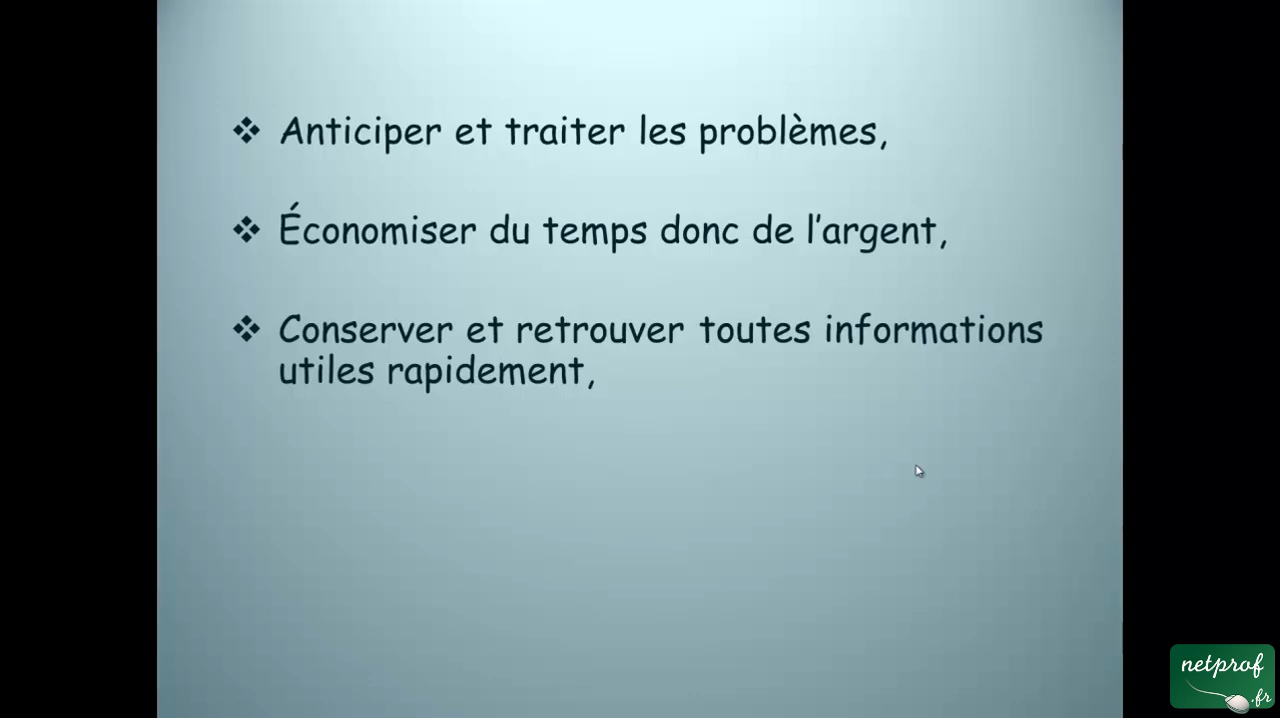 Anticiper et traiter les problèmes,
Économiser du temps donc de l'argent,
Conserver et retrouver toutes informations
utiles rapidement,
netprof
.fr